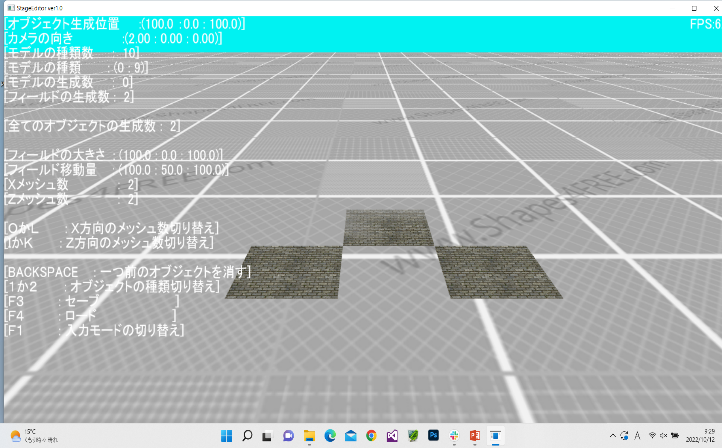 StageEditor ver1.0
[オブジェクト生成位置 :(100.0 : 0.0 : 100.0)]
FPS:6
[カメラの向き :(2.00 : 0.00 : 0.00)]
[モデルの種類数 : 10]
[モデルの種類 : (0 : 9)]
[モデルの生成数 : 0]
[フィールドの生成数 : 2]
[全てのオブジェクトの生成数 : 2]
[フィールドの大きさ : (100.0 : 0.0 : 100.0)]
[フィールド移動量 : (100.0 : 50.0 : 100.0)]
[Xメッシュ数 : 2]
[Zメッシュ数 : 2]
[OかL : X方向のメッシュ数切り替え]
[IかK : Z方向のメッシュ数切り替え]
[BACKSPACE : 一つ前のオブジェクトを消す]
[1か2 : オブジェクトの種類切り替え]
[F3 : セーブ ]
[F4 : ロード ]
[F1 : 入力モードの切り替え]
www.Shapes4FREE.com
15°C
くもり時々晴れ
A
9:29
2022/10/12